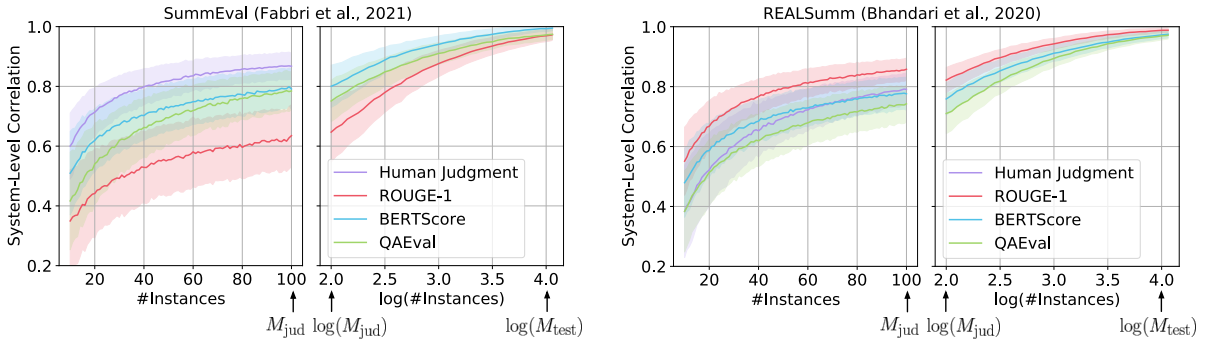 SummEval (Fabbri et al., 2021)
System-Level Correlation
1.0
0.8
0.6
0.4
0.2
20 40 60 80 100
#Instances
2.0 2.5 3.0 3.5 4.0
log(#Instances)
Human Judgment
ROUGE-1
BERTScore
QAEval
M_jud
log(M_jud)
log(M_test)
REALSumm (Bhandari et al., 2020)
System-Level Correlation
1.0
0.8
0.6
0.4
0.2
20 40 60 80 100
#Instances
2.0 2.5 3.0 3.5 4.0
log(#Instances)
Human Judgment
ROUGE-1
BERTScore
QAEval
M_jud
log(M_jud)
log(M_test)